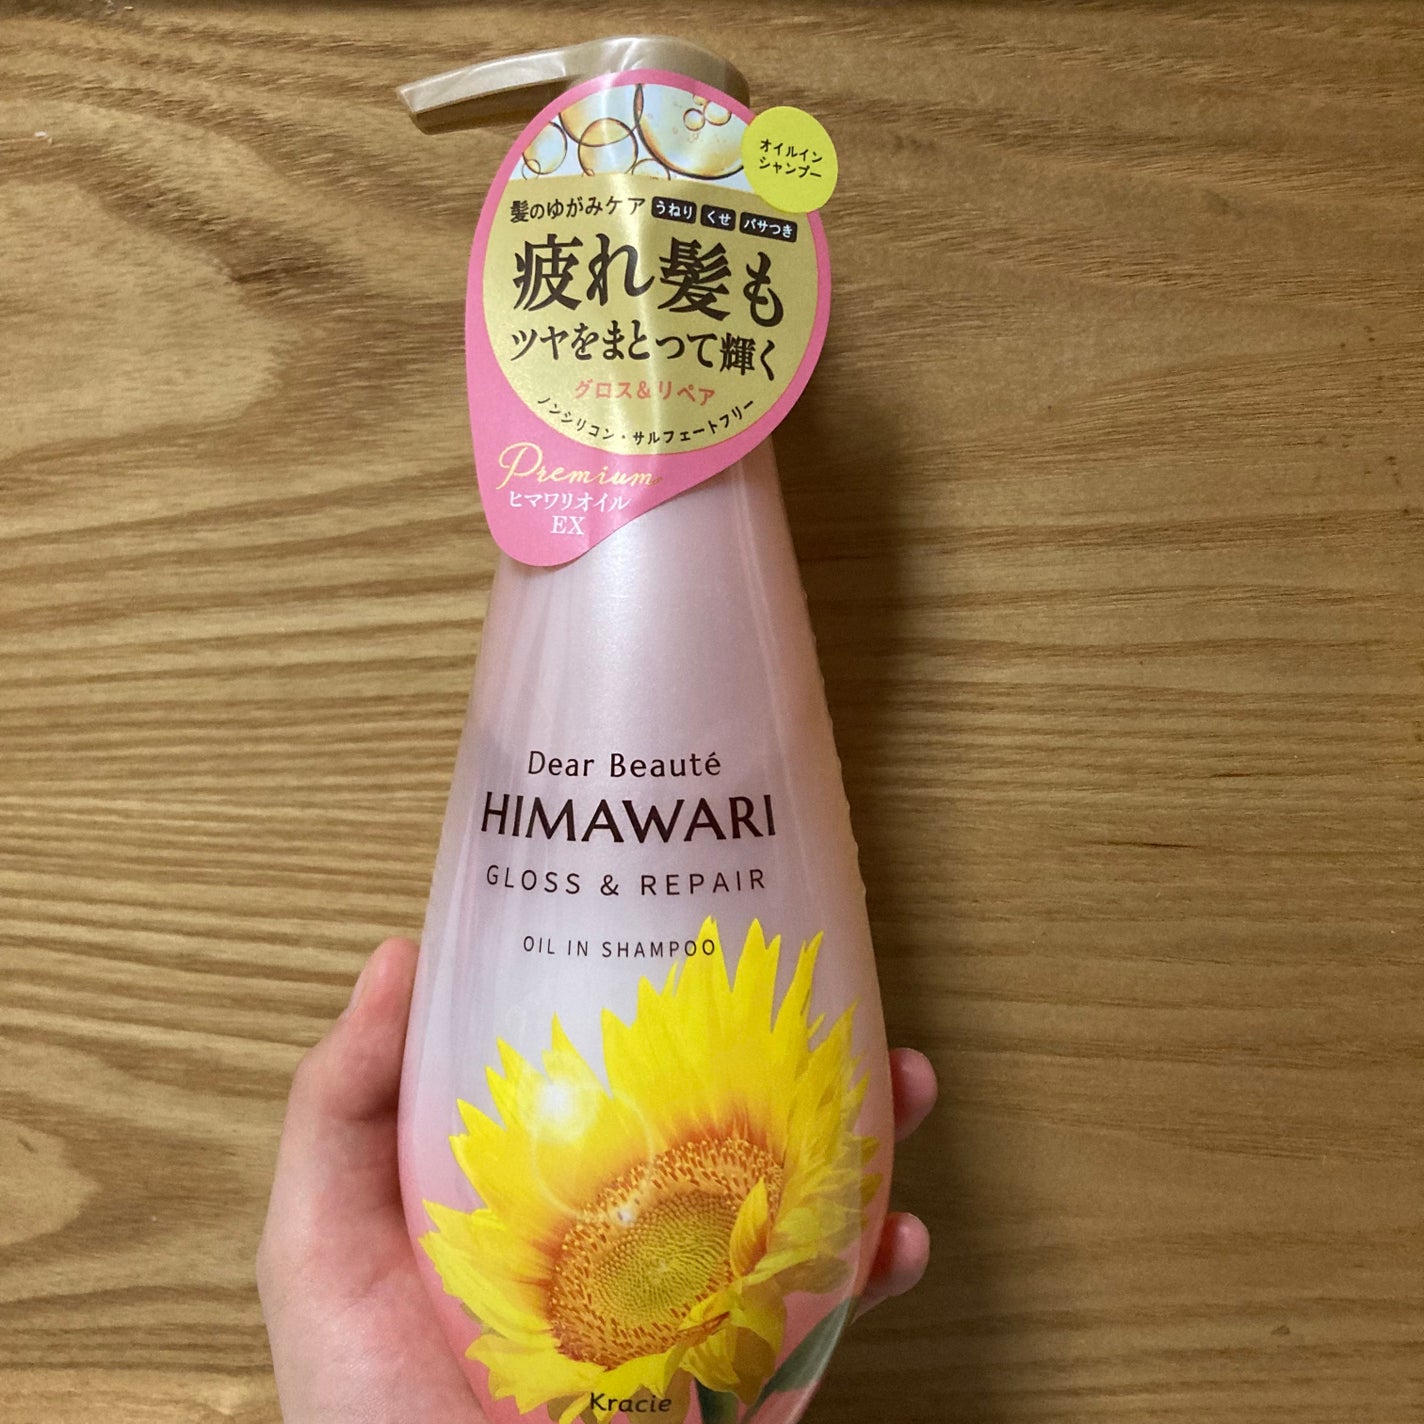 オイルイン
シャンプー
髪のゆがみケア うねり くせ パサつき
疲れ髪も
ツヤをまとって輝く
グロス&リペア
ノンシリコン・サルフェートフリー
Premium
ヒマワリオイル
EX
Dear Beauté
HIMAWARI
GLOSS & REPAIR
OIL IN SHAMPOO
Kracie